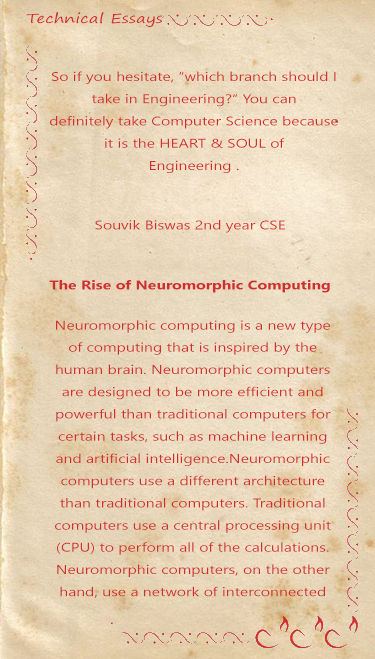 Technical Essays
So if you hesitate, "which branch should I
take in Engineering?" You can
definitely take Computer Science because
it is the HEART & SOUL of
Engineering .
Souvik Biswas 2nd year CSE
The Rise of Neuromorphic Computing
Neuromorphic computing is a new type
of computing that is inspired by the
human brain. Neuromorphic computers
are designed to be more efficient and
powerful than traditional computers for
certain tasks, such as machine learning
and artificial intelligence.Neuromorphic
computers use a different architecture
than traditional computers. Traditional
computers use a central processing unit
(CPU) to perform all of the calculations.
Neuromorphic computers, on the other
hand, use a network of interconnected